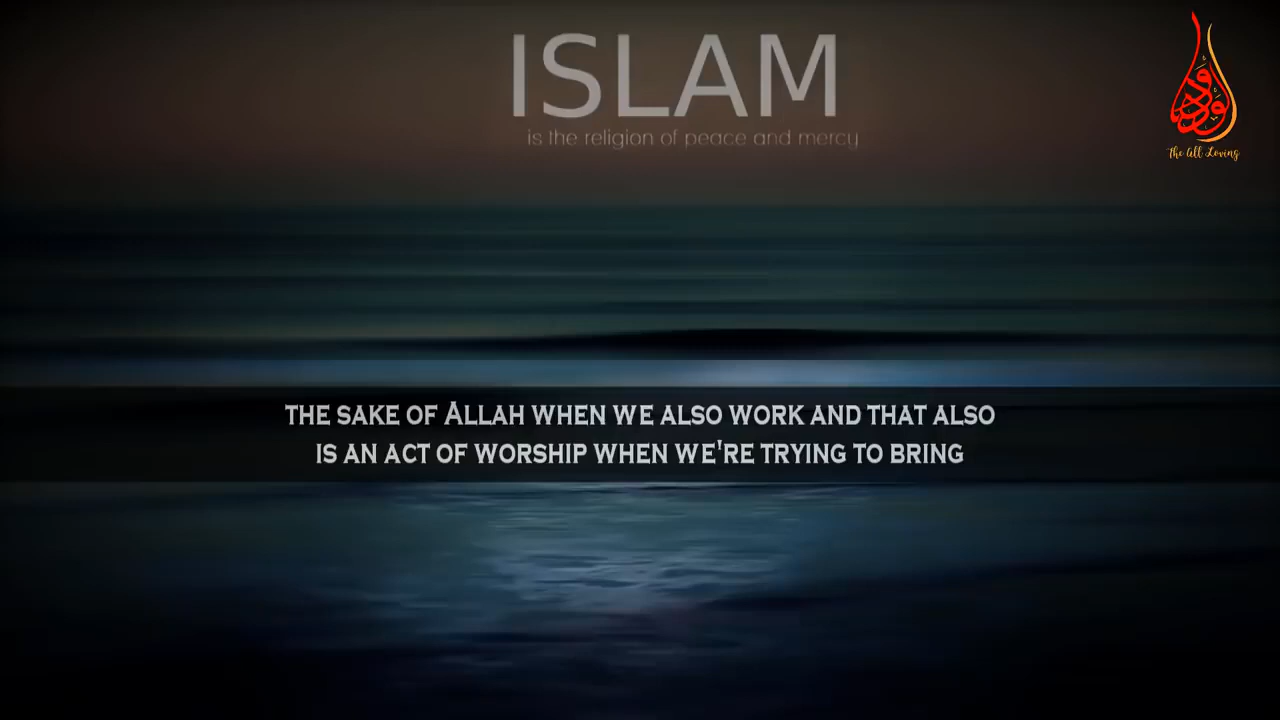 ISLAM
is the religion of peace and mercy
الودود
The All Loving
THE SAKE OF ALLAH WHEN WE ALSO WORK AND THAT ALSO
IS AN ACT OF WORSHIP WHEN WE'RE TRYING TO BRING